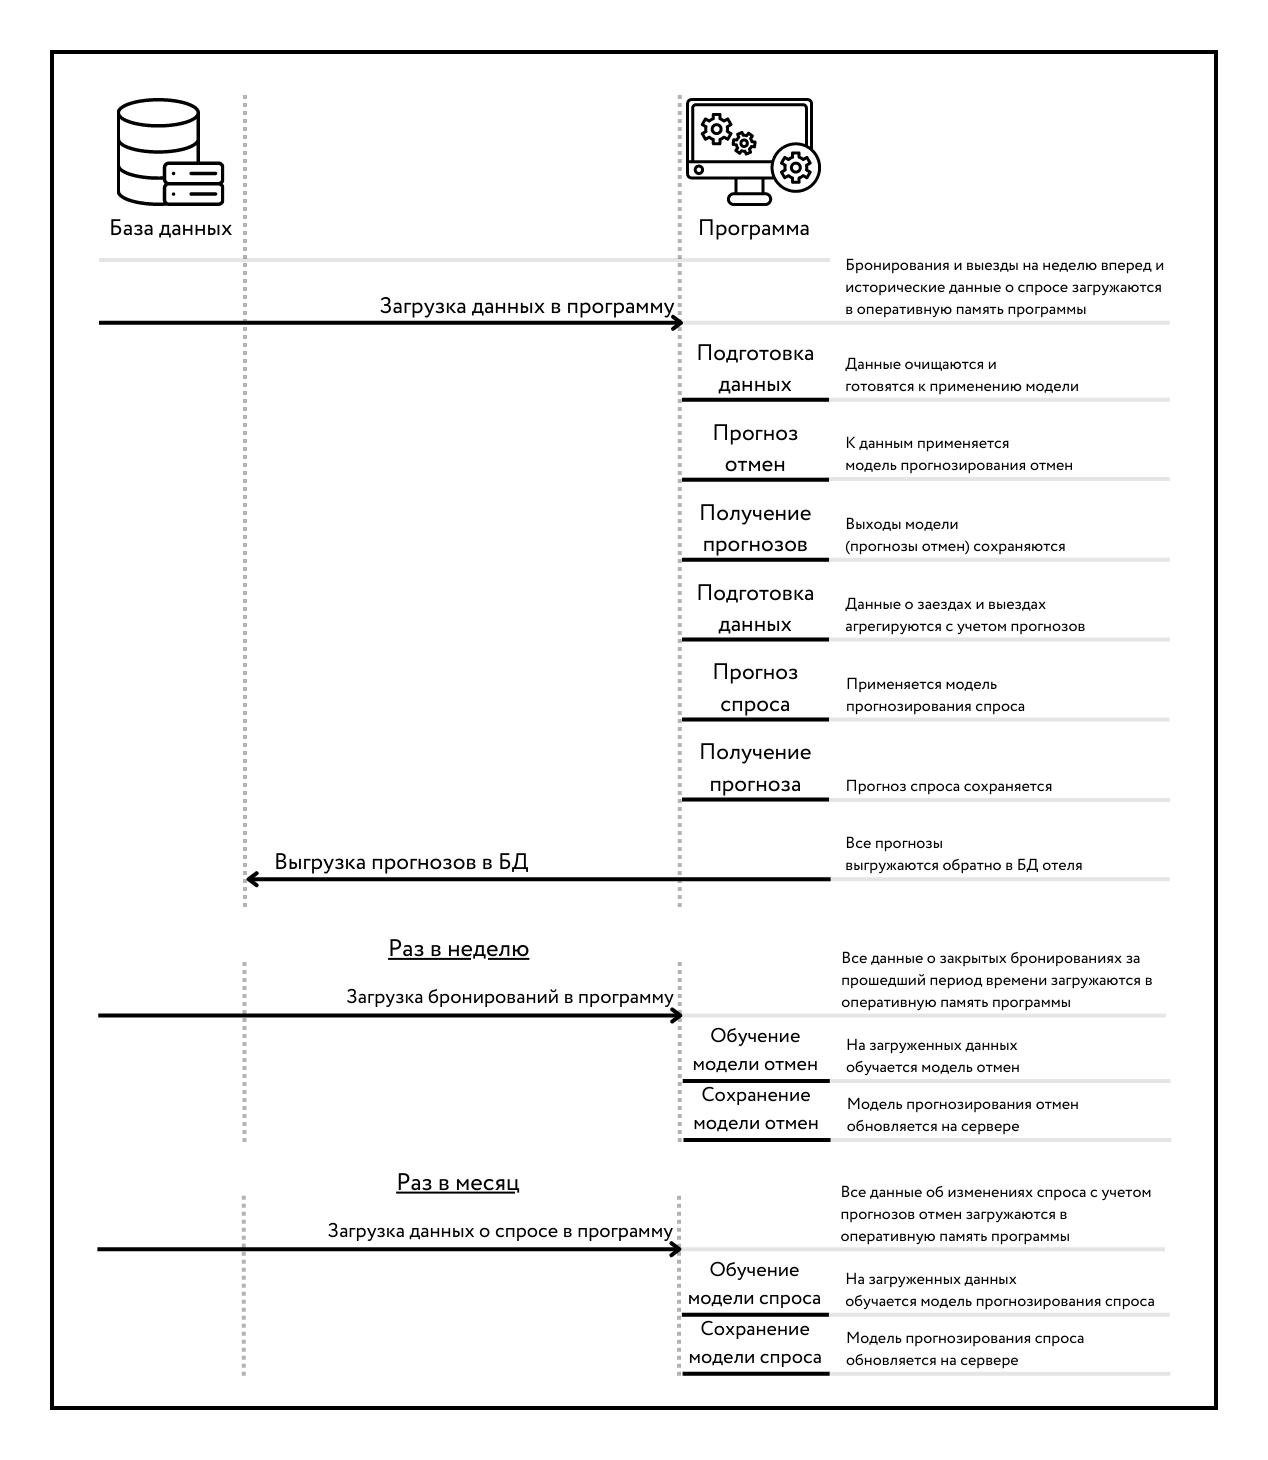 База данных
Программа
Бронирования и выезды на неделю вперед и
исторические данные о спросе загружаются
в оперативную память программы
Загрузка данных в программу
Подготовка
данных
Данные очищаются и
готовятся к применению модели
Прогноз
отмен
К данным применяется
модель прогнозирования отмен
Получение
прогнозов
Выходы модели
(прогнозы отмен) сохраняются
Подготовка
данных
Данные о заездах и выездах
агрегируются с учетом прогнозов
Прогноз
спроса
Применяется модель
прогнозирования спроса
Получение
прогноза
Прогноз спроса сохраняется
Выгрузка прогнозов в БД
Все прогнозы
выгружаются обратно в БД отеля
Раз в неделю
Загрузка бронирований в программу
Все данные о закрытых бронированиях за
прошедший период времени загружаются в
оперативную память программы
Обучение
модели отмен
На загруженных данных
обучается модель отмен
Сохранение
модели отмен
Модель прогнозирования отмен
обновляется на сервере
Раз в месяц
Загрузка данных о спросе в программу
Все данные об изменениях спроса с учетом
прогнозов отмен загружаются в
оперативную память программы
Обучение
модели спроса
На загруженных данных
обучается модель прогнозирования спроса
Сохранение
модели спроса
Модель прогнозирования спроса
обновляется на сервере